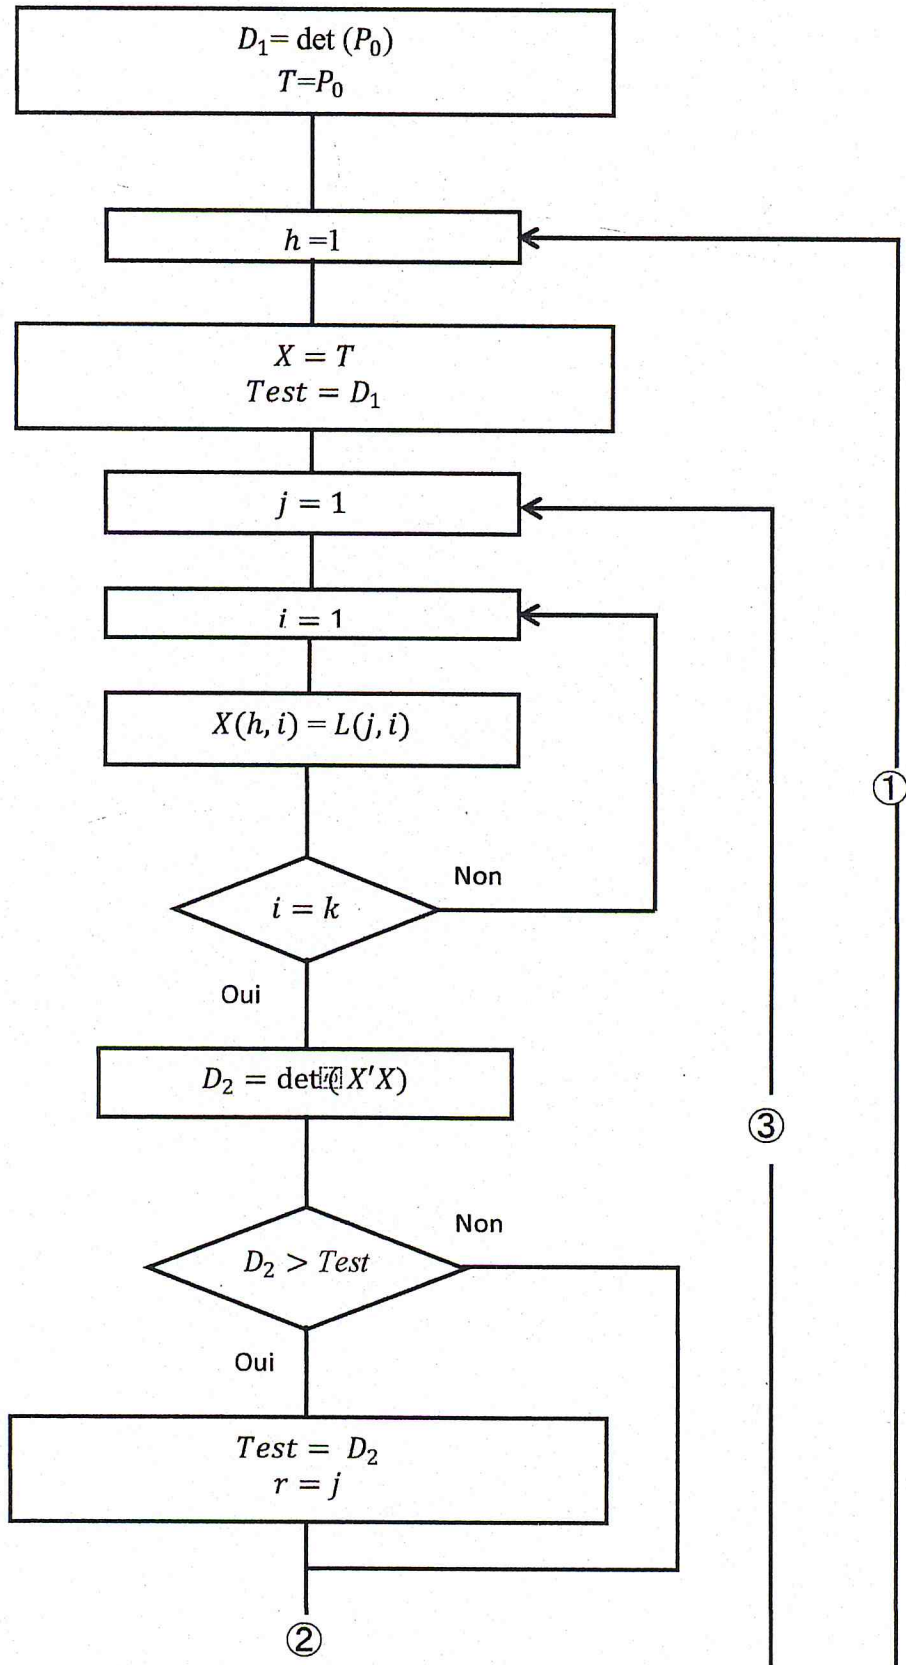 D₁= det (P₀)
T=P₀
h =1
X = T
Test = D₁
j = 1
i = 1
X(h, i) = L(j, i)
①
Non
i = k
Oui
D₂ = det( X′X)
③
Non
D₂ > Test
Oui
Test = D₂
r = j
②